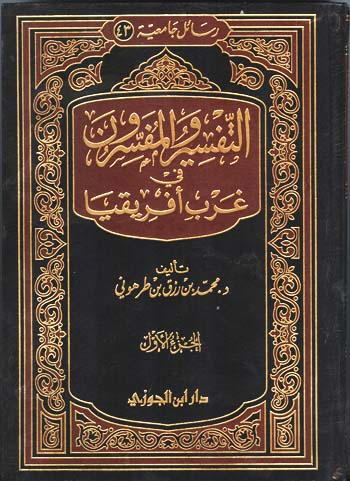 رسائل جامعية ٤٣
التفسير والمفسرون
في
غرب أفريقيا
تأليف
د. محمد بن رزق بن طرهوني
الجزء الأول
دار ابن الجوزي